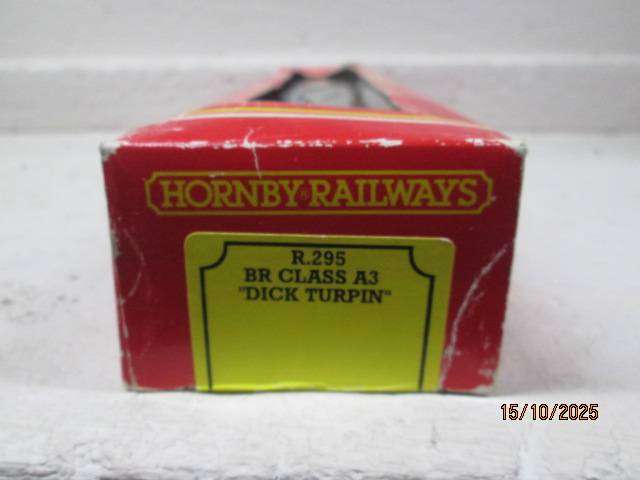 HORNBY® RAILWAYS
R.295
BR CLASS A3
"DICK TURPIN"
15/10/2025